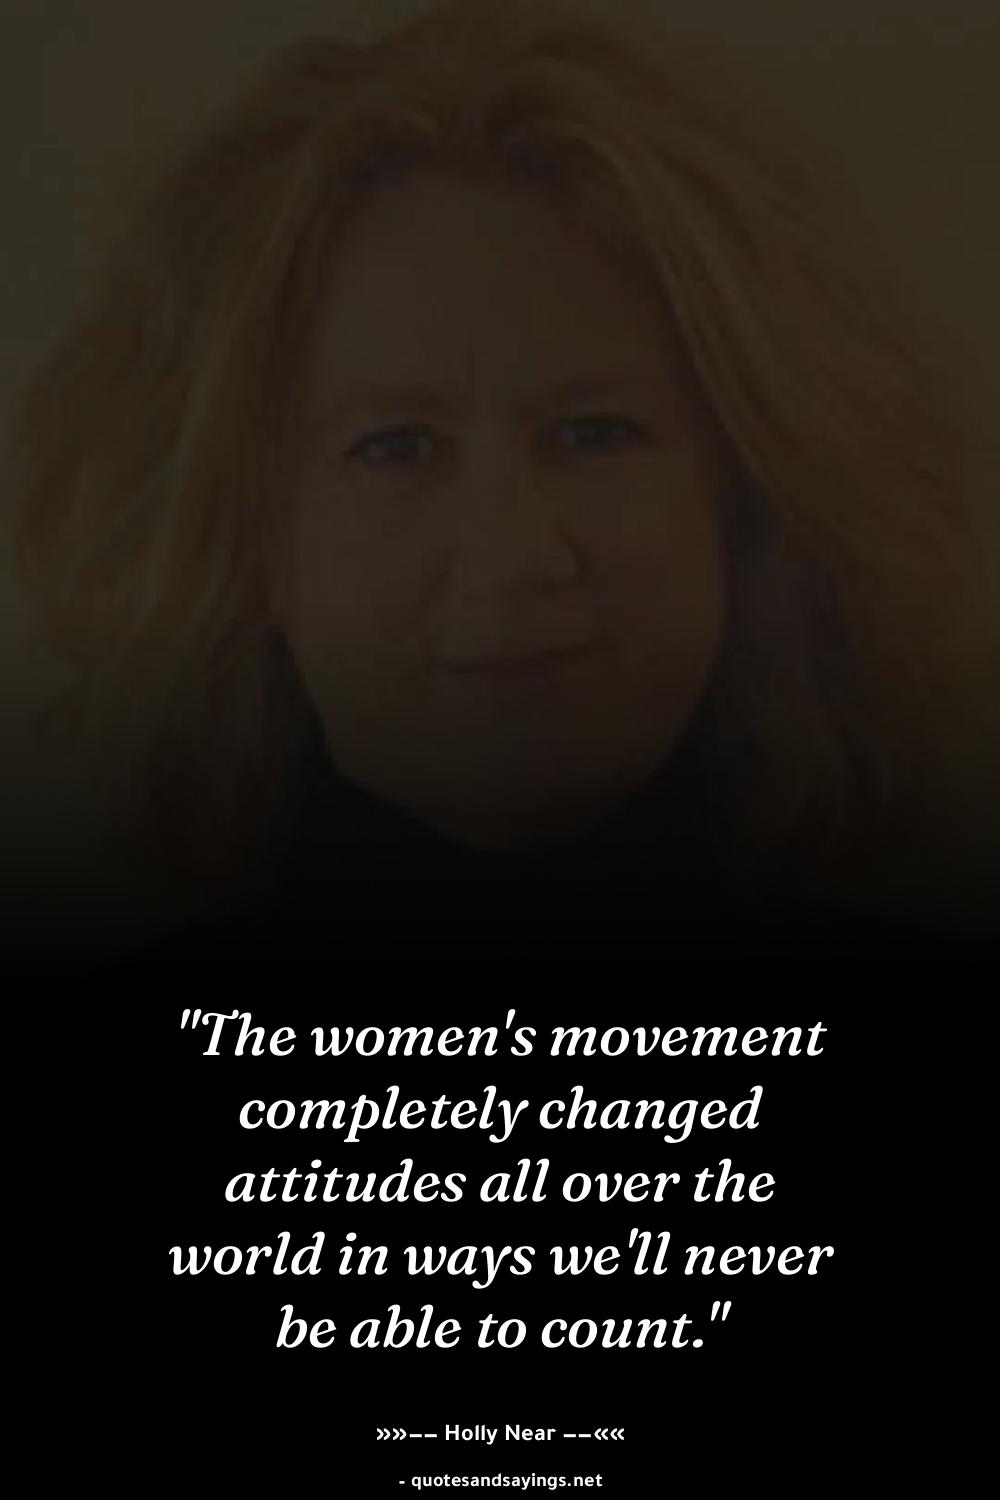 "The women's movement
completely changed
attitudes all over the
world in ways we'll never
be able to count."
»»−− Holly Near −−««
- quotesandsayings.net